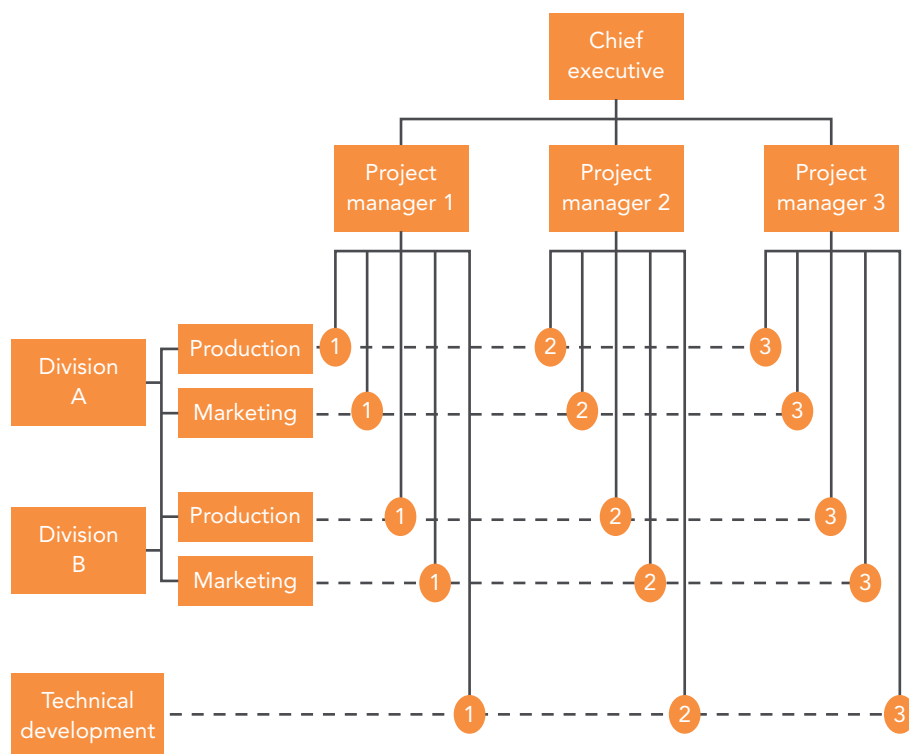 Chief
executive
Project
manager 1
Project
manager 2
Project
manager 3
Division
A
Production
1
2
3
Marketing
1
2
3
Division
B
Production
1
2
3
Marketing
1
2
3
Technical
development
1
2
3